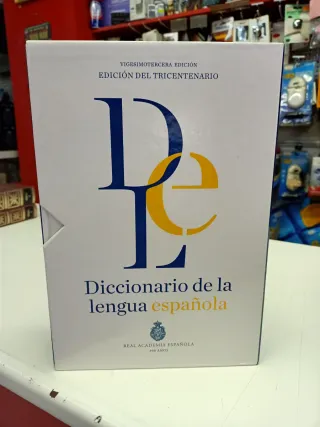 VIGESIMOTERCERA EDICIÓN
EDICIÓN DEL TRICENTENARIO
DLe
Diccionario de la
lengua española
REAL ACADEMIA ESPAÑOLA